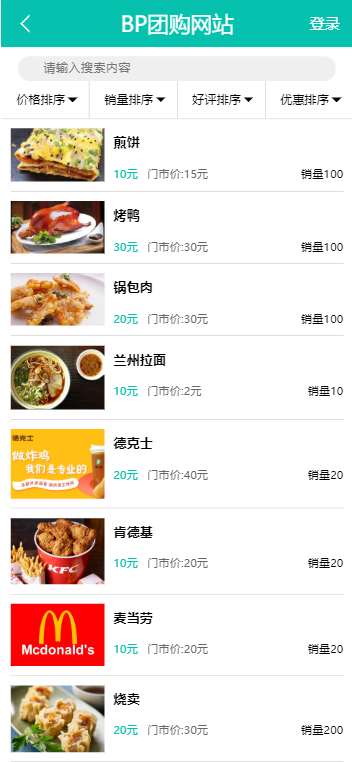 BP团购网站
登录
请输入搜索内容
价格排序 销量排序 好评排序 优惠排序
煎饼
10元 门市价:15元 销量100
烤鸭
30元 门市价:30元 销量100
锅包肉
20元 门市价:30元 销量100
兰州拉面
10元 门市价:2元 销量10
德克士
做炸鸡
我们是专业的
德克士
20元 门市价:40元 销量20
KFC
肯德基
10元 门市价:20元 销量20
McDonald's
麦当劳
10元 门市价:20元 销量20
烧卖
20元 门市价:30元 销量200